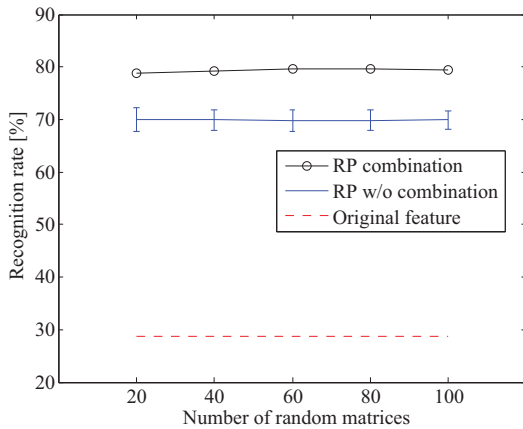 90
80
70
60
50
40
30
20
Recognition rate [%]
RP combination
RP w/o combination
Original feature
20 40 60 80 100
Number of random matrices